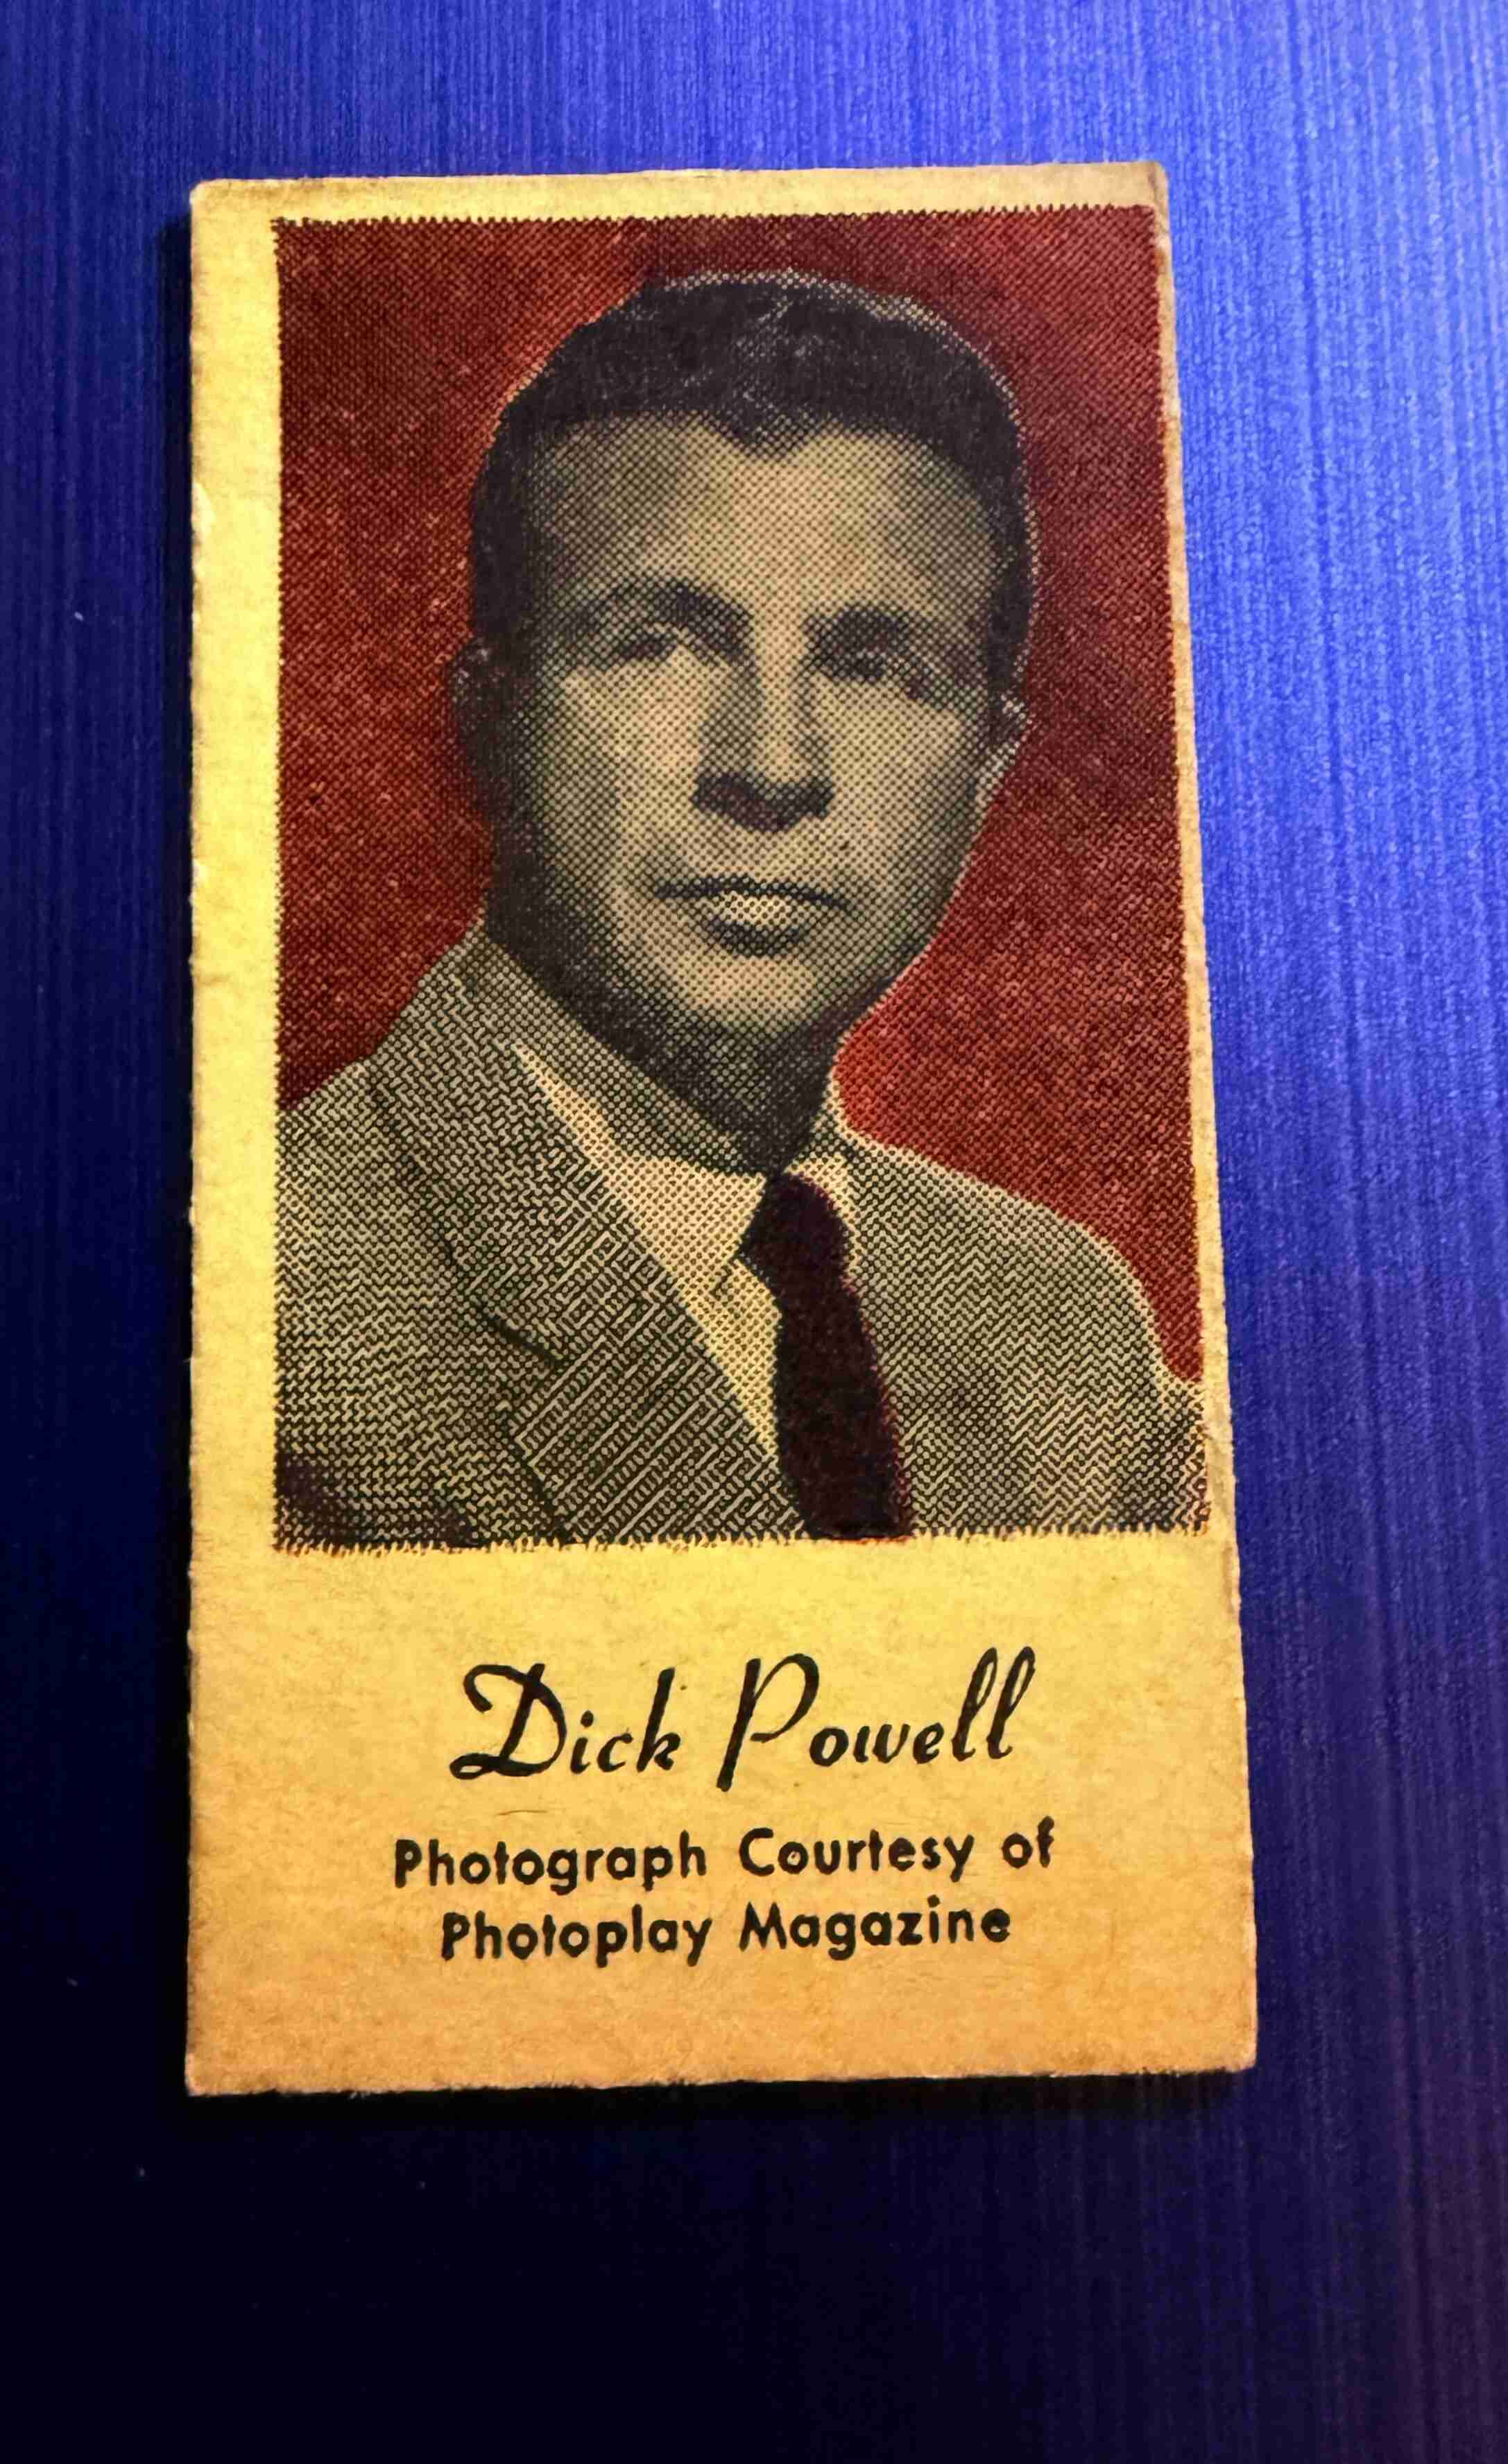 Dick Powell
Photograph Courtesy of
Photoplay Magazine